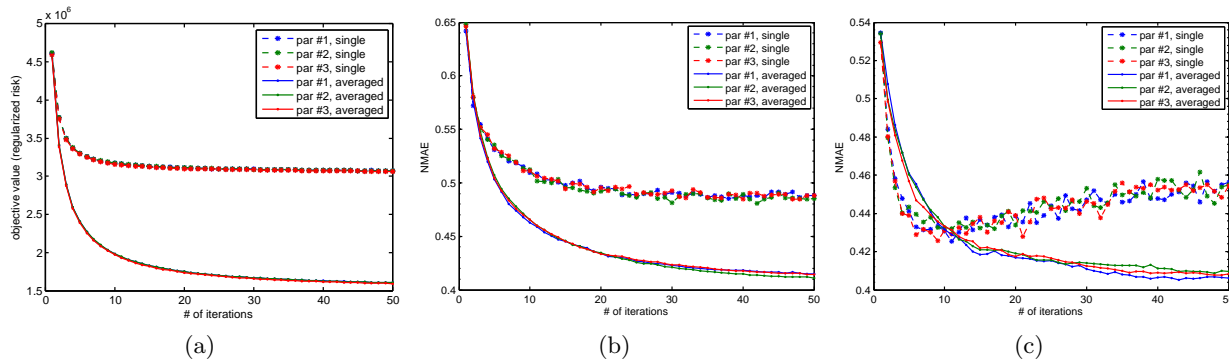 x 10^6
5
4.5
4
3.5
3
2.5
2
1.5
0
10
20
30
40
50
objective value (regularized risk)
# of iterations
par #1, single
par #2, single
par #3, single
par #1, averaged
par #2, averaged
par #3, averaged
(a)
0.65
0.6
0.55
0.5
0.45
0.4
0
10
20
30
40
50
NMAE
# of iterations
par #1, single
par #2, single
par #3, single
par #1, averaged
par #2, averaged
par #3, averaged
(b)
0.54
0.52
0.5
0.48
0.46
0.44
0.42
0.4
0
10
20
30
40
50
NMAE
# of iterations
par #1, single
par #2, single
par #3, single
par #1, averaged
par #2, averaged
par #3, averaged
(c)